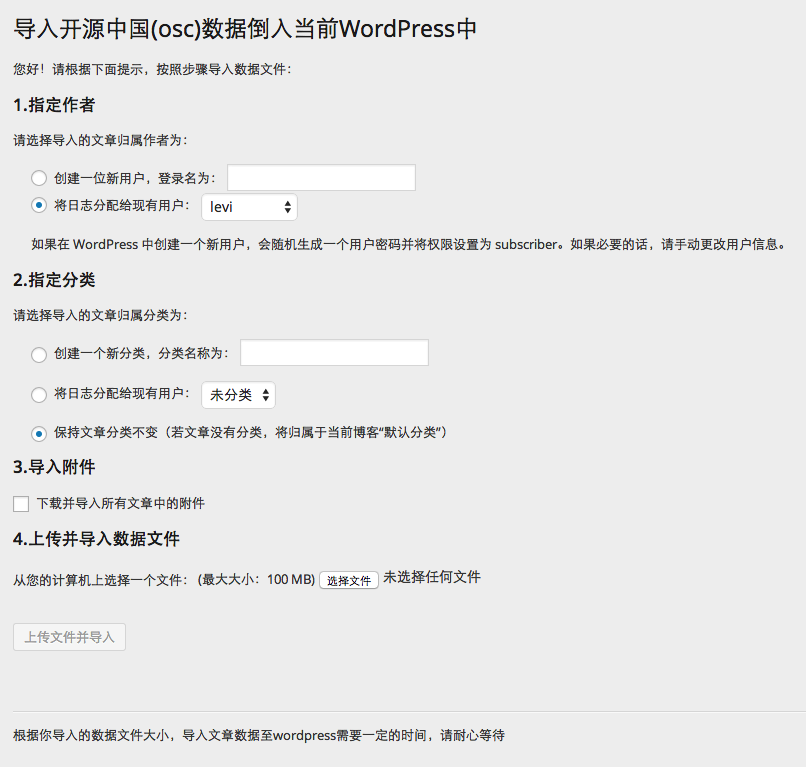 导入开源中国(osc)数据倒入当前WordPress中
您好！请根据下面提示，按照步骤导入数据文件：
1.指定作者
请选择导入的文章归属作者为：
创建一位新用户，登录名为：
将日志分配给现有用户： levi
如果在 WordPress 中创建一个新用户，会随机生成一个用户密码并将权限设置为 subscriber。如果必要的话，请手动更改用户信息。
2.指定分类
请选择导入的文章归属分类为：
创建一个新分类，分类名称为：
将日志分配给现有用户： 未分类
保持文章分类不变（若文章没有分类，将归属于当前博客“默认分类”）
3.导入附件
下载并导入所有文章中的附件
4.上传并导入数据文件
从您的计算机上选择一个文件： (最大大小：100 MB) 选择文件 未选择任何文件
上传文件并导入
根据你导入的数据文件大小，导入文章数据至wordpress需要一定的时间，请耐心等待